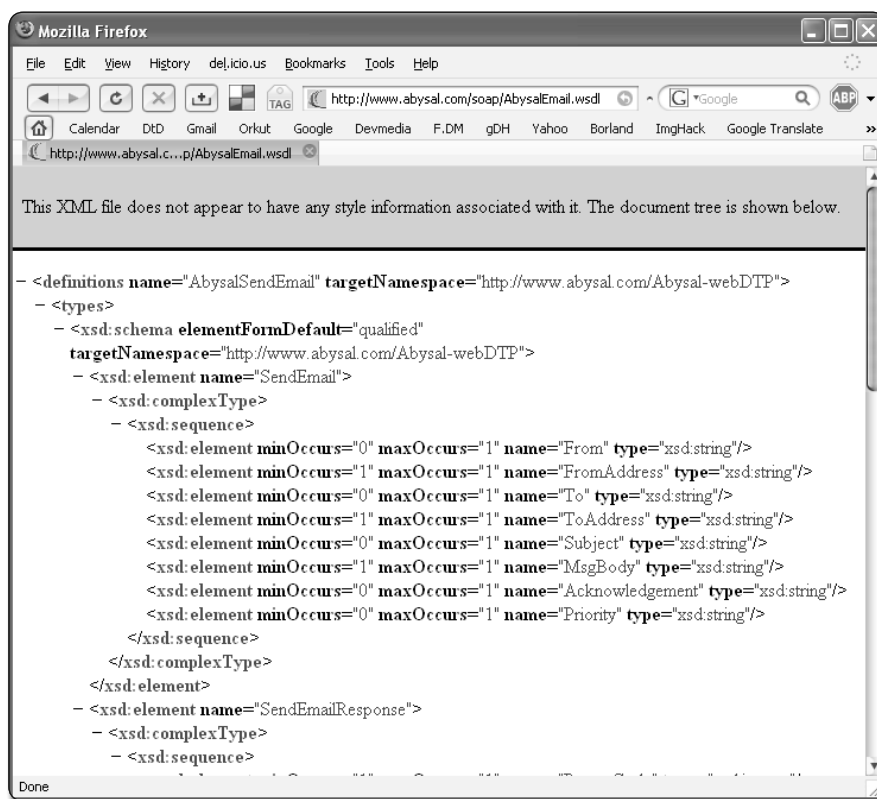 Mozilla Firefox
File Edit View History del.icio.us Bookmarks Tools Help
TAG http://www.abysal.com/soap/AbysalEmail.wsdl G Google ABP
Calendar DtD Gmail Orkut Google Devmedia F.DM gDH Yahoo Borland ImgHack Google Translate »
http://www.abysal.c...p/AbysalEmail.wsdl
This XML file does not appear to have any style information associated with it. The document tree is shown below.
− <definitions name="AbysalSendEmail" targetNamespace="http://www.abysal.com/Abysal-webDTP">
− <types>
− <xsd:schema elementFormDefault="qualified"
targetNamespace="http://www.abysal.com/Abysal-webDTP">
− <xsd:element name="SendEmail">
− <xsd:complexType>
− <xsd:sequence>
<xsd:element minOccurs="0" maxOccurs="1" name="From" type="xsd:string"/>
<xsd:element minOccurs="1" maxOccurs="1" name="FromAddress" type="xsd:string"/>
<xsd:element minOccurs="0" maxOccurs="1" name="To" type="xsd:string"/>
<xsd:element minOccurs="1" maxOccurs="1" name="ToAddress" type="xsd:string"/>
<xsd:element minOccurs="0" maxOccurs="1" name="Subject" type="xsd:string"/>
<xsd:element minOccurs="1" maxOccurs="1" name="MsgBody" type="xsd:string"/>
<xsd:element minOccurs="0" maxOccurs="1" name="Acknowledgement" type="xsd:string"/>
<xsd:element minOccurs="0" maxOccurs="1" name="Priority" type="xsd:string"/>
</xsd:sequence>
</xsd:complexType>
</xsd:element>
− <xsd:element name="SendEmailResponse">
− <xsd:complexType>
− <xsd:sequence>
Done